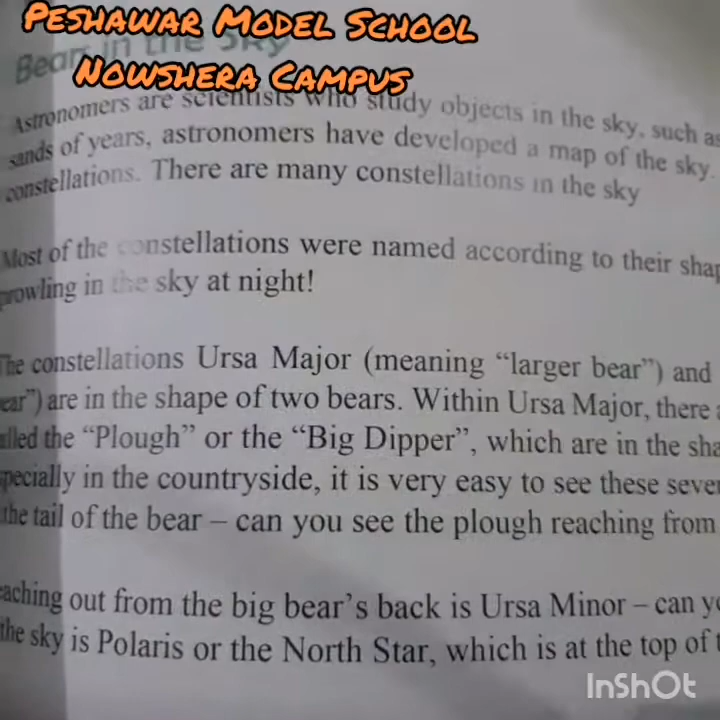 PESHAWAR MODEL SCHOOL
NOWSHERA CAMPUS
Bear in the Sky
Astronomers are scientists who study objects in the sky, such as
sands of years, astronomers have developed a map of the sky.
constellations. There are many constellations in the sky
Most of the constellations were named according to their shap
prowling in the sky at night!
The constellations Ursa Major (meaning “larger bear”) and
ear”) are in the shape of two bears. Within Ursa Major, there a
alled the “Plough” or the “Big Dipper”, which are in the sha
specially in the countryside, it is very easy to see these seven
the tail of the bear – can you see the plough reaching from
eaching out from the big bear’s back is Ursa Minor – can yo
the sky is Polaris or the North Star, which is at the top of t
InShOt